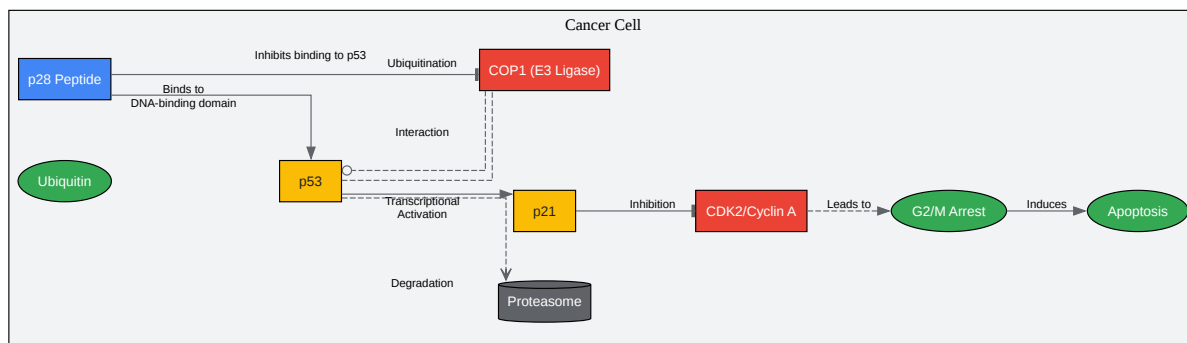 Cancer Cell
Inhibits binding to p53
Ubiquitination
COP1 (E3 Ligase)
p28 Peptide
Binds to
DNA-binding domain
Interaction
Ubiquitin
p53
Transcriptional
Activation
p21
Inhibition
CDK2/Cyclin A
Leads to
G2/M Arrest
Induces
Apoptosis
Degradation
Proteasome